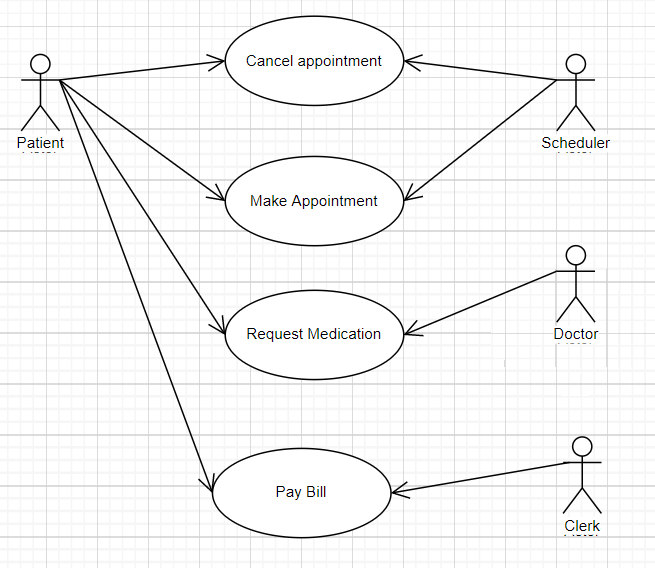 Cancel appointment
Patient
Scheduler
Make Appointment
Request Medication
Doctor
Pay Bill
Clerk